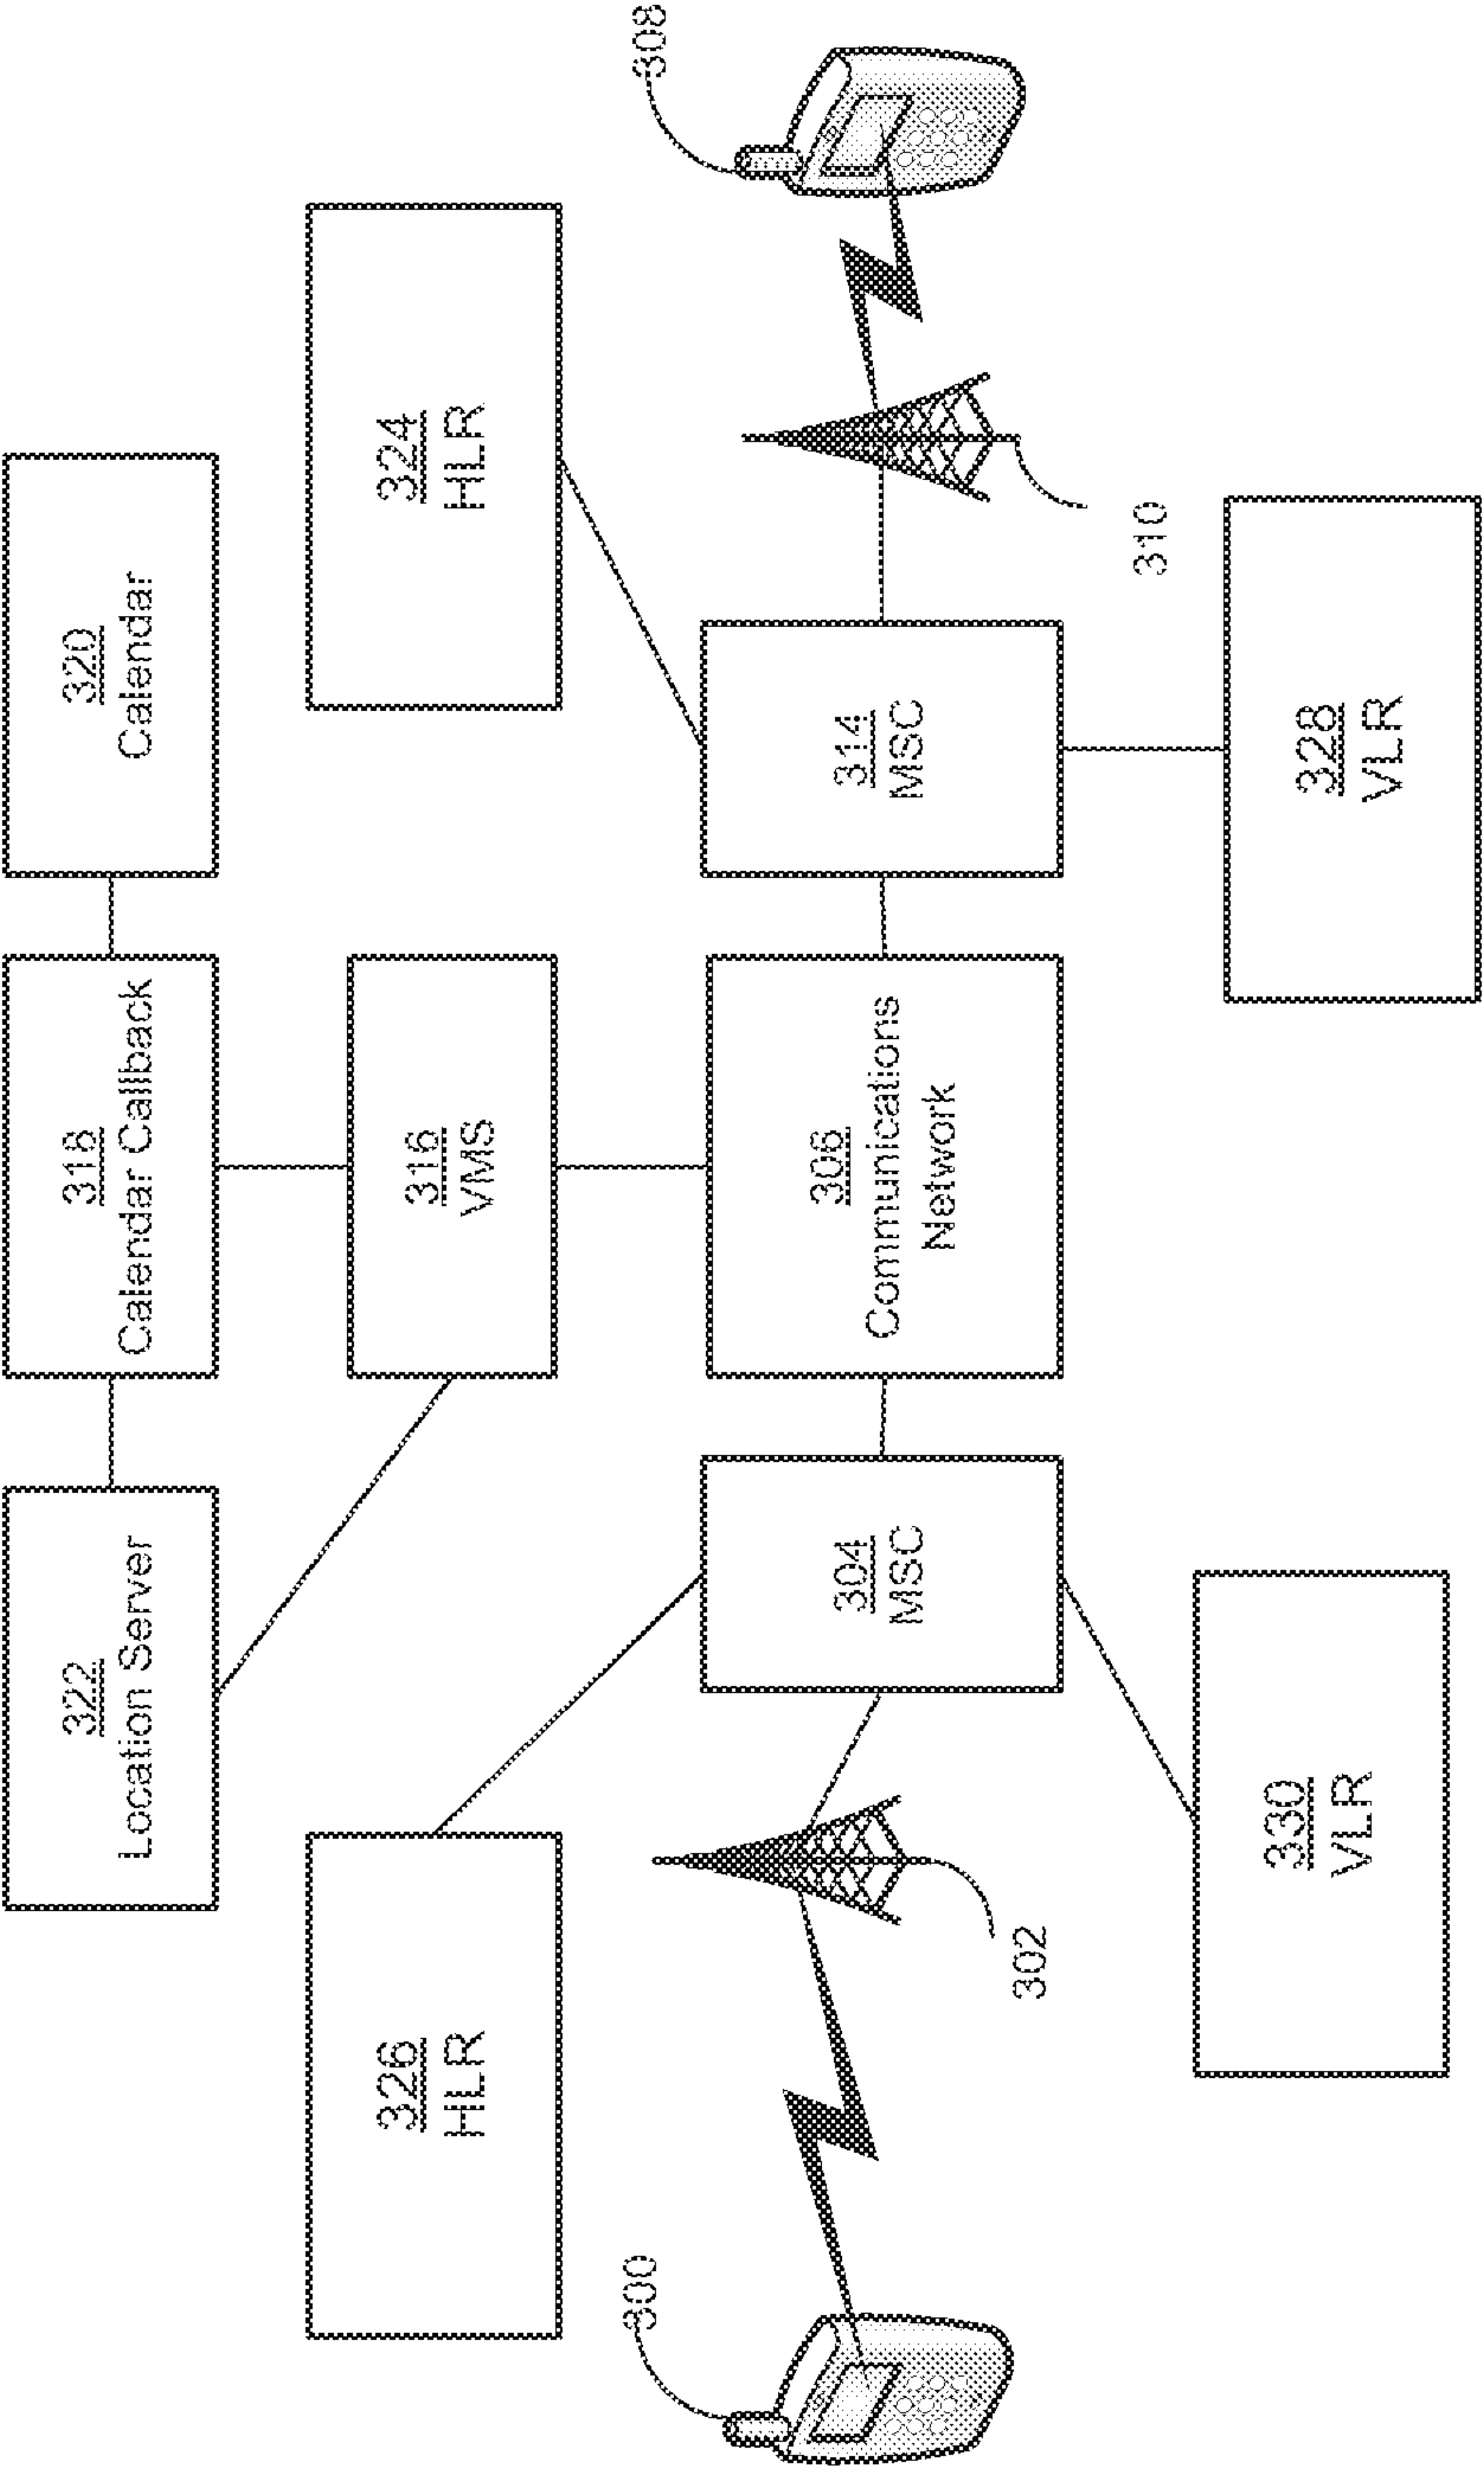 322
Location Server
318
Calendar Callback
320
Calendar
326
HLR
316
VMS
324
HLR
300
308
304
MSC
306
Communications
Network
314
MSC
302
310
330
VLR
328
VLR